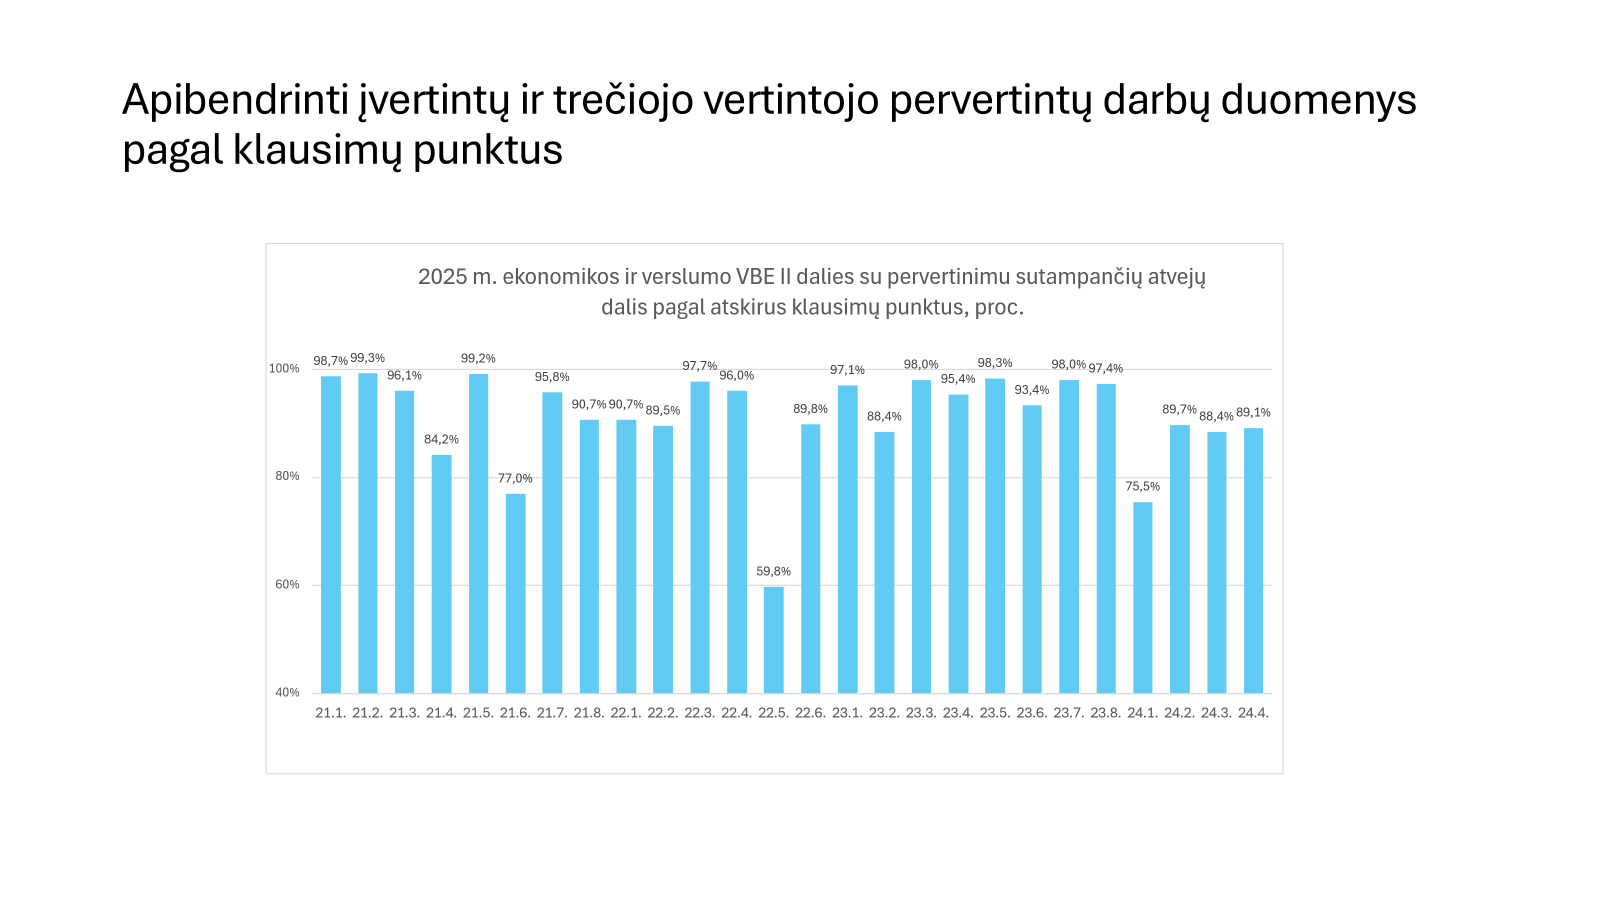 Apibendrinti įvertintų ir trečiojo vertintojo pervertintų darbų duomenys
pagal klausimų punktus
2025 m. ekonomikos ir verslumo VBE II dalies su pervertinimu sutampančių atvejų
dalis pagal atskirus klausimų punktus, proc.
98,7% 99,3% 96,1% 84,2% 99,2% 77,0% 95,8% 90,7% 90,7% 89,5% 97,7% 96,0% 59,8% 89,8% 97,1% 88,4% 98,0% 95,4% 98,3% 93,4% 98,0% 97,4% 75,5% 89,7% 88,4% 89,1%
100%
80%
60%
40%
21.1. 21.2. 21.3. 21.4. 21.5. 21.6. 21.7. 21.8. 22.1. 22.2. 22.3. 22.4. 22.5. 22.6. 23.1. 23.2. 23.3. 23.4. 23.5. 23.6. 23.7. 23.8. 24.1. 24.2. 24.3. 24.4.